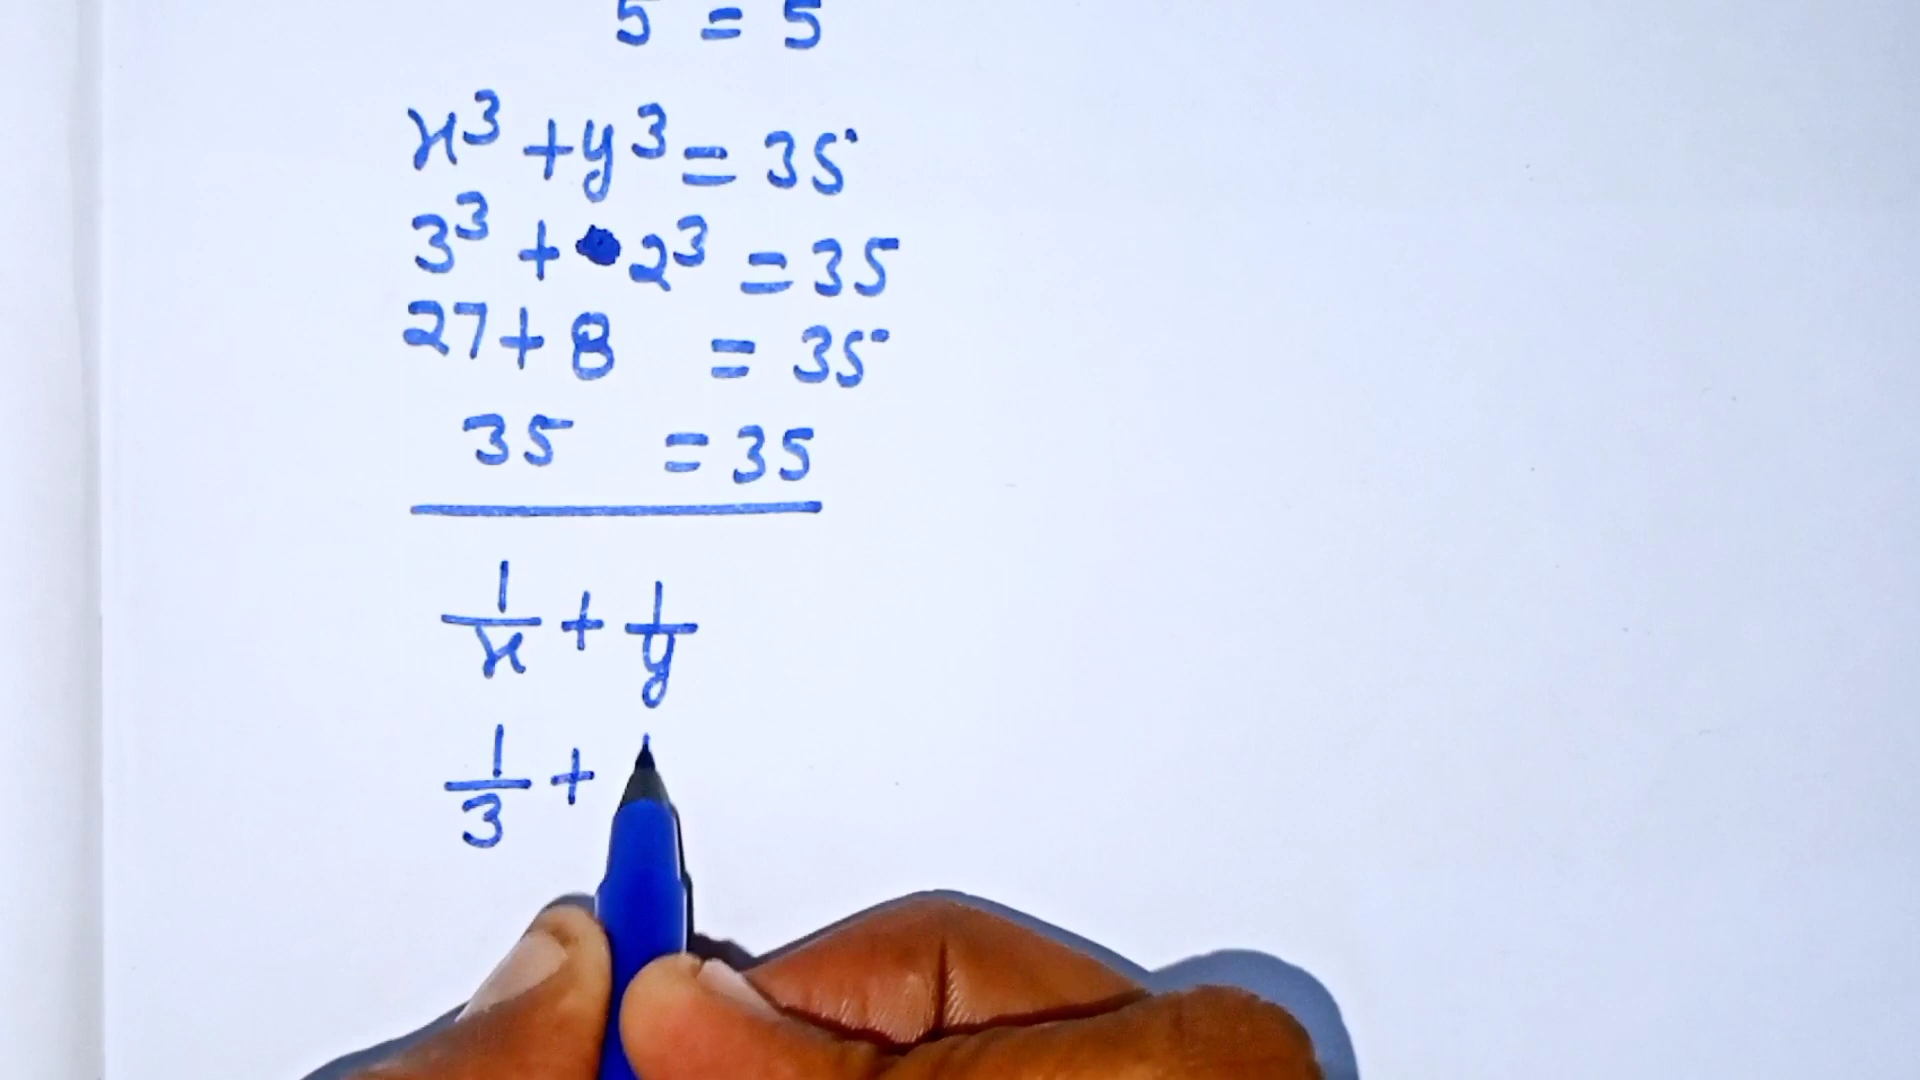 5 = 5
x³ + y³ = 35
3³ + 2³ = 35
27 + 8 = 35
35 = 35
1/x + 1/y
1/3 +